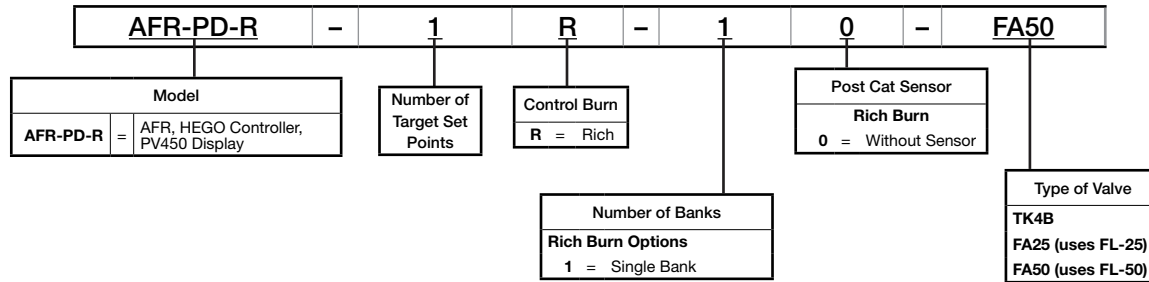 AFR-PD-R – 1 R – 1 0 – FA50
Model
AFR-PD-R = AFR, HEGO Controller,
PV450 Display
Number of
Target Set
Points
Control Burn
R = Rich
Post Cat Sensor
Rich Burn
0 = Without Sensor
Number of Banks
Rich Burn Options
1 = Single Bank
Type of Valve
TK4B
FA25 (uses FL-25)
FA50 (uses FL-50)